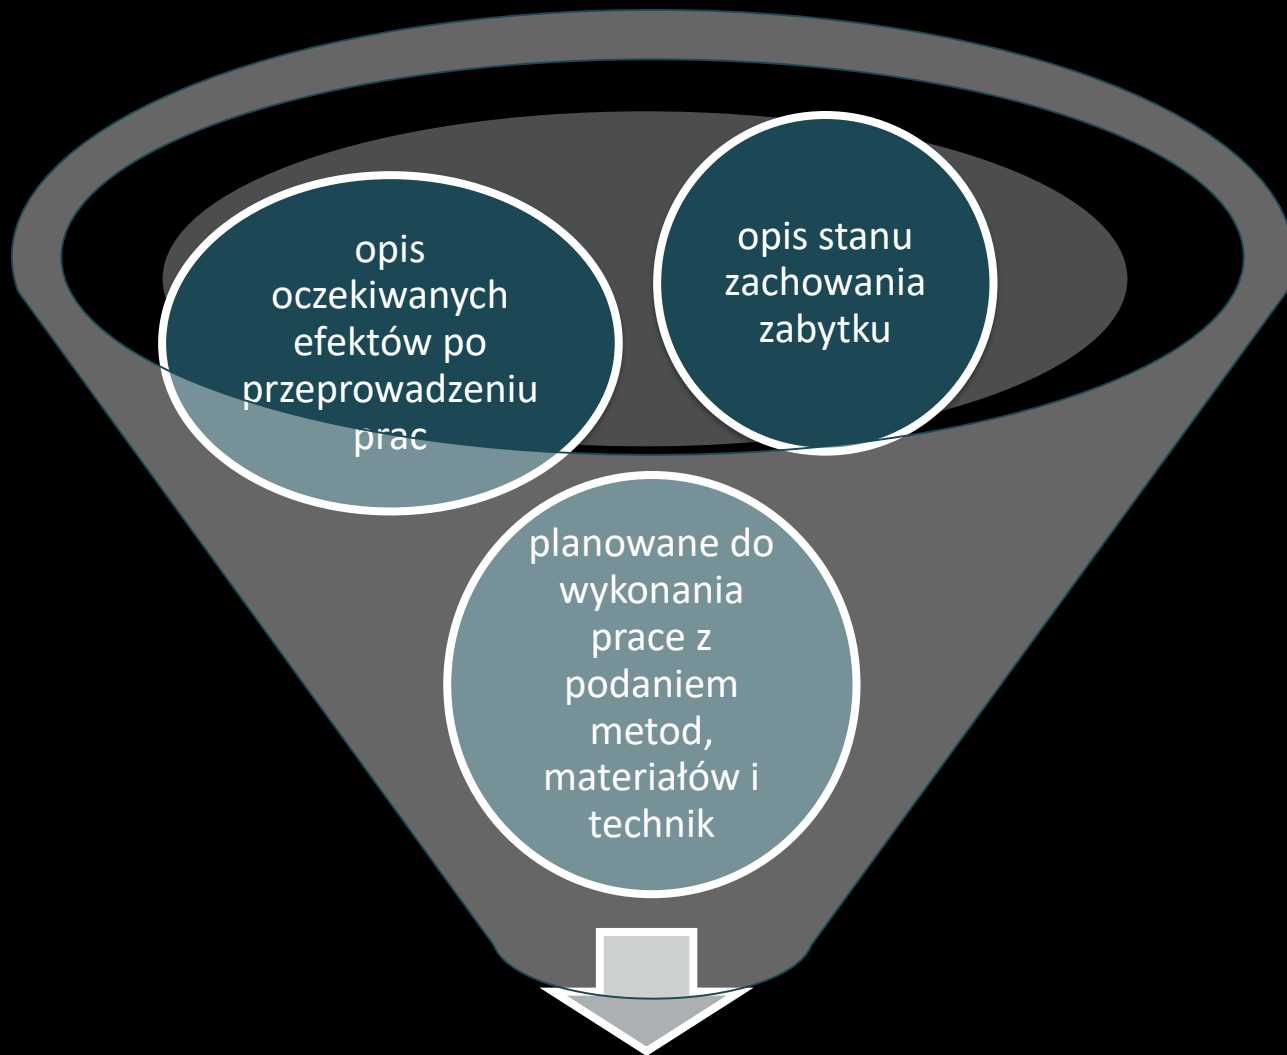 opis
oczekiwanych
efektów po
przeprowadzeniu
prac
opis stanu
zachowania
zabytku
planowane do
wykonania
prace z
podaniem
metod,
materiałów i
technik